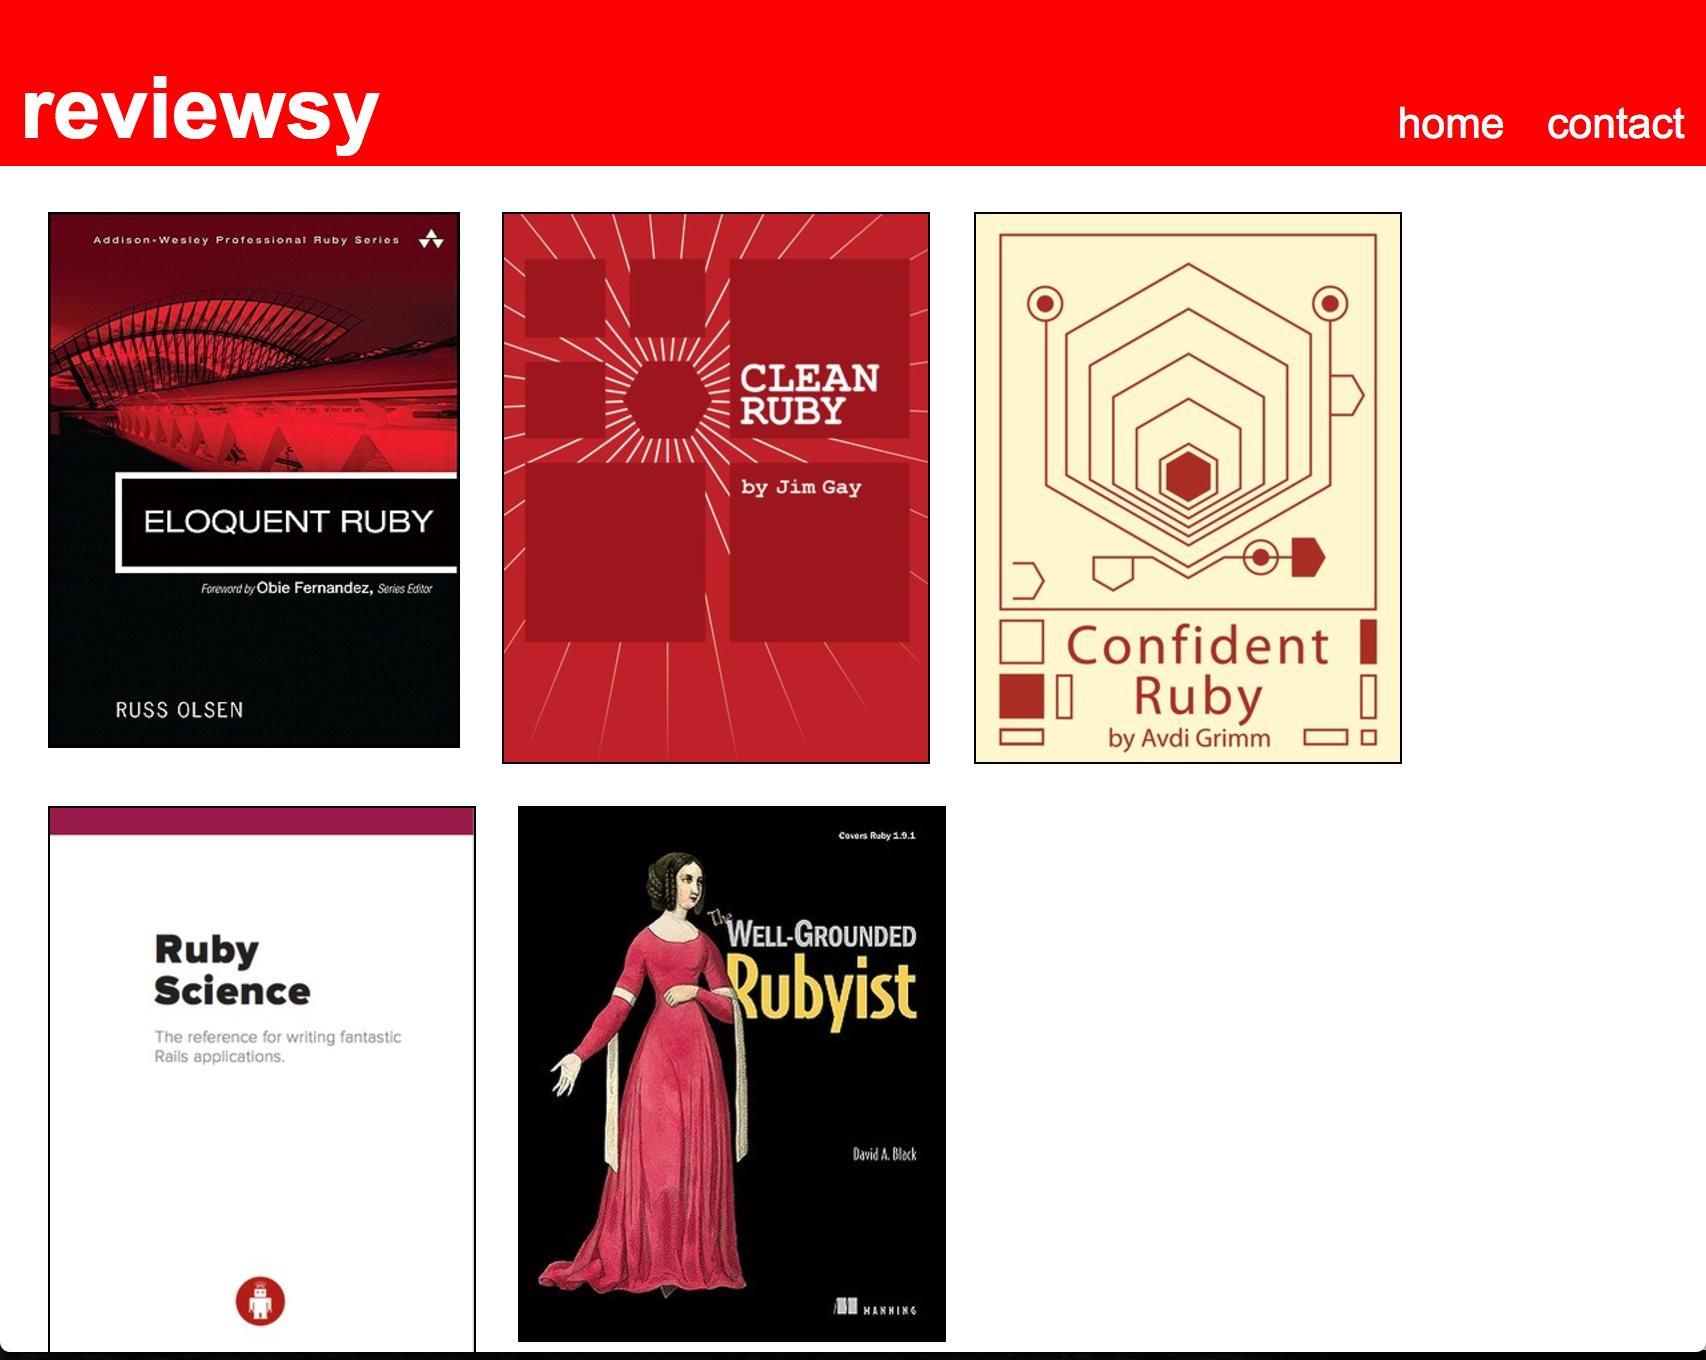 reviewsy
home contact
Addison-Wesley Professional Ruby Series
ELOQUENT RUBY
Foreword by Obie Fernandez, Series Editor
RUSS OLSEN
CLEAN
RUBY
by Jim Gay
Confident
Ruby
by Avdi Grimm
Ruby
Science
The reference for writing fantastic
Rails applications.
Covers Ruby 1.9.1
The
WELL-GROUNDED
Rubyist
David A. Black
MANNING